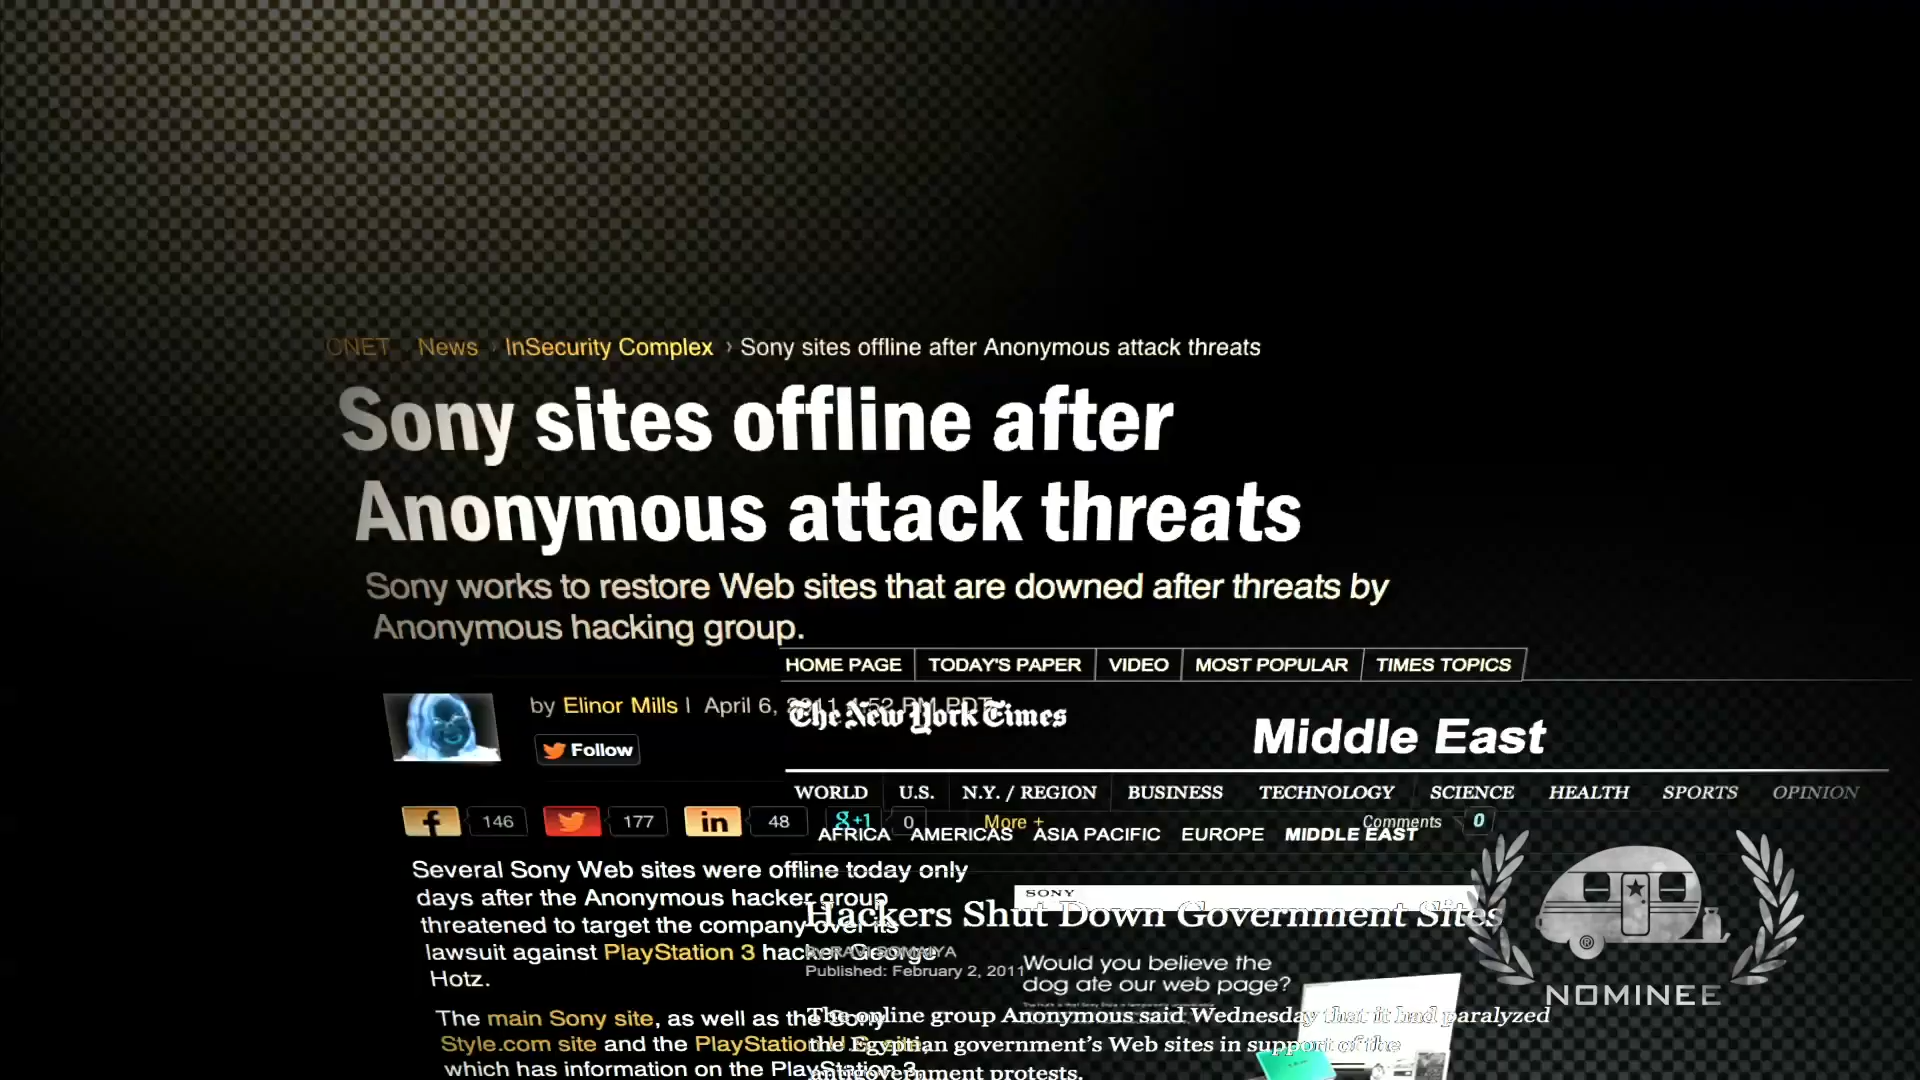 CNET News › InSecurity Complex › Sony sites offline after Anonymous attack threats
Sony sites offline after
Anonymous attack threats
Sony works to restore Web sites that are downed after threats by
Anonymous hacking group.
by Elinor Mills | April 6, 2011 1:52 PM PDT
Follow
146 177 48 g+1 0 More + Comments 0
Several Sony Web sites were offline today only
days after the Anonymous hacker group
threatened to target the company over its
lawsuit against PlayStation 3 hacker George
Hotz.
The main Sony site, as well as the Sony
Style.com site and the PlayStation U.S. site,
which has information on the PlayStation 3,
HOME PAGE TODAY'S PAPER VIDEO MOST POPULAR TIMES TOPICS
The New York Times
Middle East
WORLD U.S. N.Y. / REGION BUSINESS TECHNOLOGY SCIENCE HEALTH SPORTS OPINION
AFRICA AMERICAS ASIA PACIFIC EUROPE MIDDLE EAST
SONY
Hackers Shut Down Government Sites
By RAVI SOMAIYA
Published: February 2, 2011
Would you believe the
dog ate our web page?
The online group Anonymous said Wednesday that it had paralyzed
the Egyptian government's Web sites in support of the
antigovernment protests.
NOMINEE